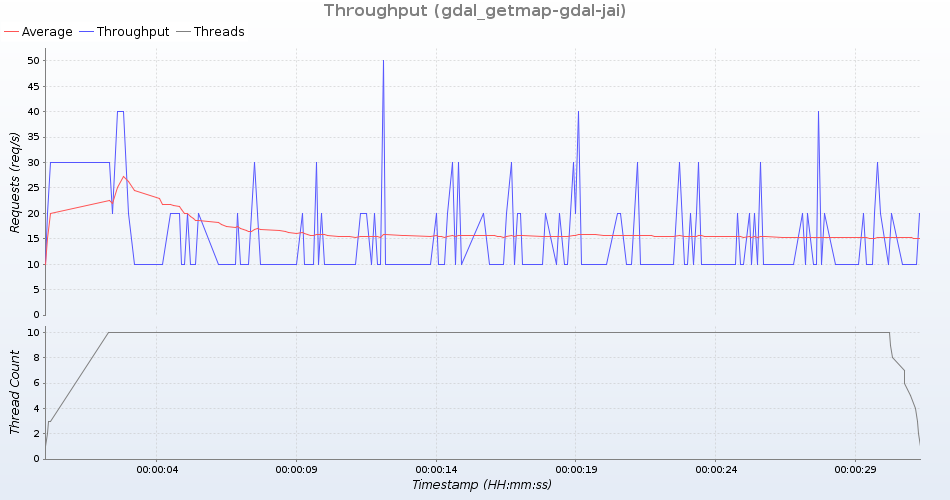 Throughput (gdal_getmap-gdal-jai)
Average Throughput Threads
Requests (req/s)
50
45
40
35
30
25
20
15
10
5
0
Thread Count
10
8
6
4
2
0
00:00:04 00:00:09 00:00:14 00:00:19 00:00:24 00:00:29
Timestamp (HH:mm:ss)